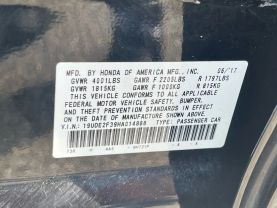 MFD. BY HONDA OF AMERICA MFG., INC. 06/17
GVWR 4001LBS GAWR F 2205LBS R 1797LBS
GVWR 1815KG GAWR F 1000KG R 815KG
THIS VEHICLE CONFORMS TO ALL APPLICABLE
FEDERAL MOTOR VEHICLE SAFETY, BUMPER,
AND THEFT PREVENTION STANDARDS IN EFFECT
ON THE DATE OF MANUFACTURE SHOWN ABOVE.
V.I.N.: 19UDE2F39HA014888 TYPE: PASSENGER CAR